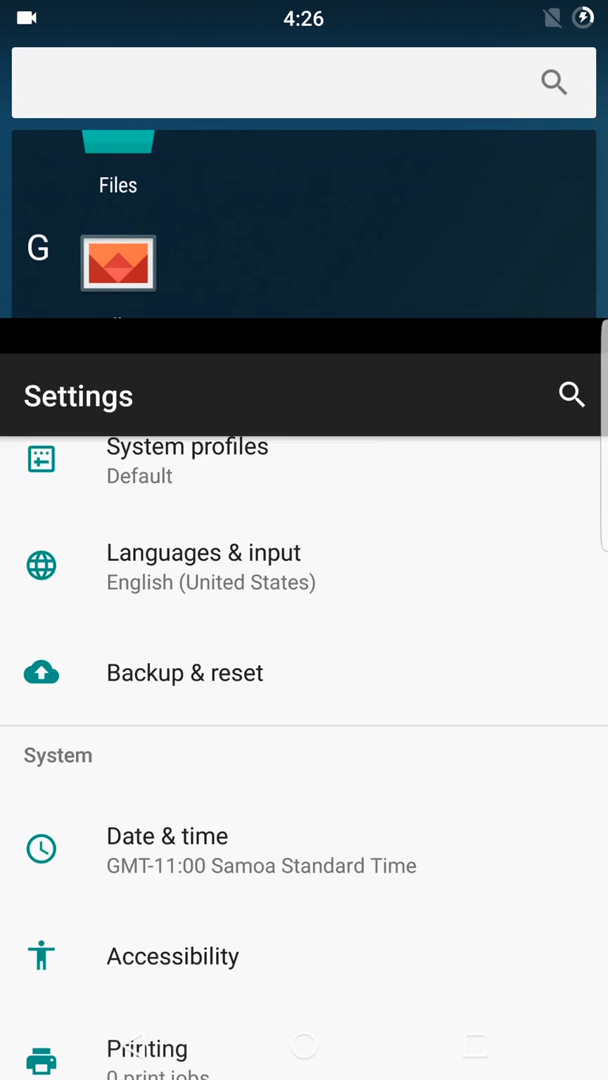 4:26
Files
G
Settings
System profiles
Default
Languages & input
English (United States)
Backup & reset
System
Date & time
GMT-11:00 Samoa Standard Time
Accessibility
Printing
0 print jobs